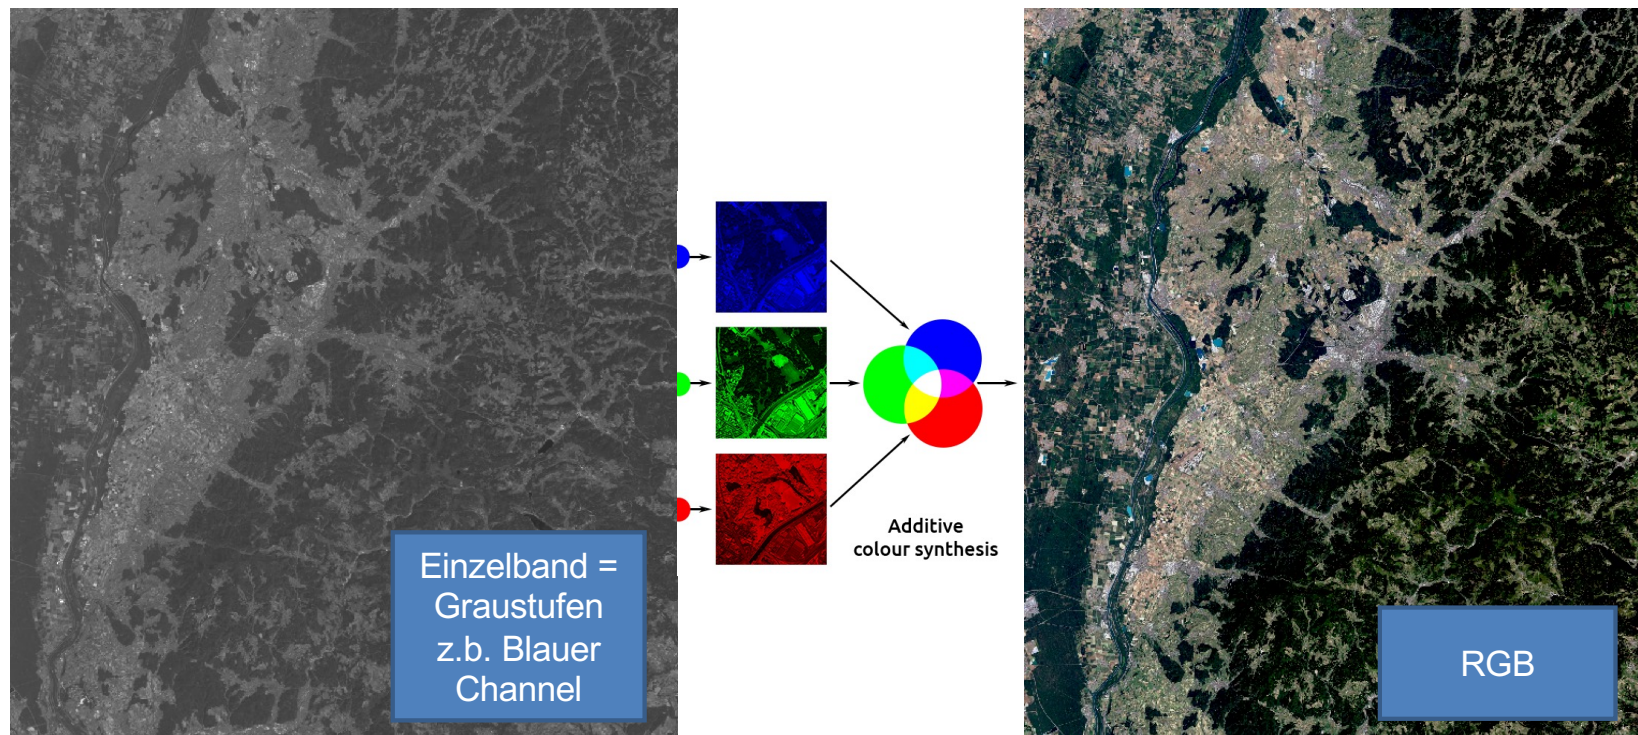 Einzelband =
Graustufen
z.b. Blauer
Channel
Additive
colour synthesis
RGB